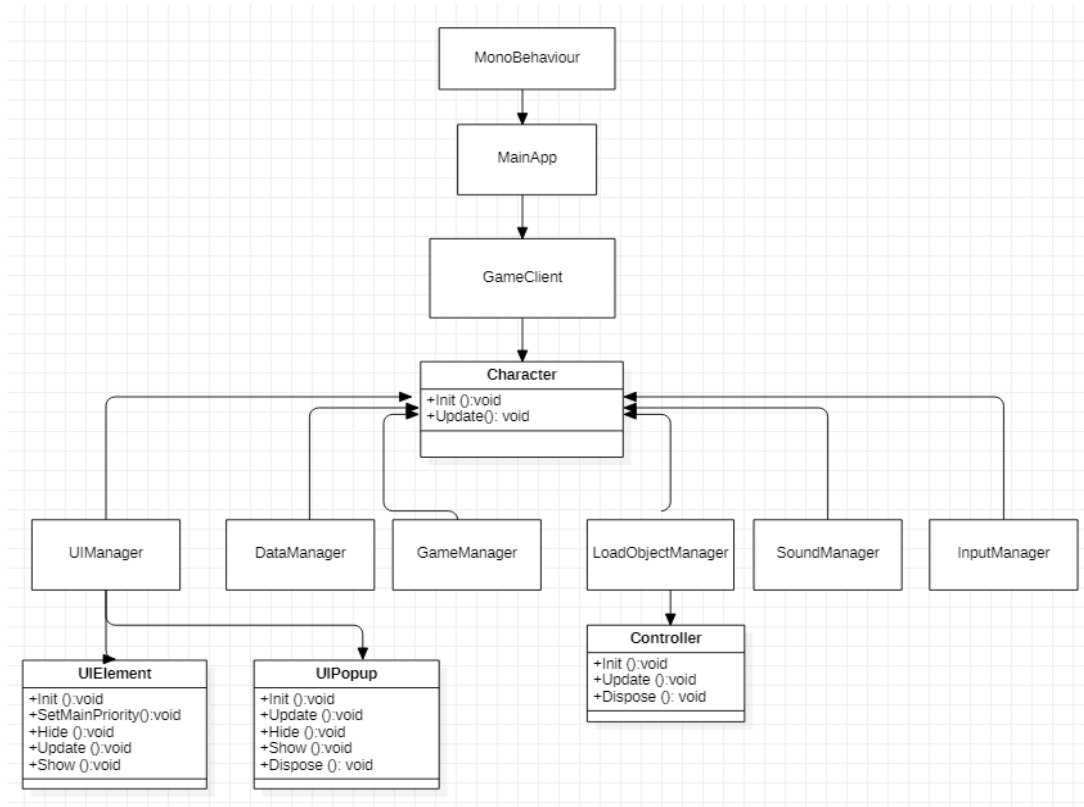 MonoBehaviour
MainApp
GameClient
Character
+Init ():void
+Update(): void
UIManager
DataManager
GameManager
LoadObjectManager
SoundManager
InputManager
UIElement
+Init ():void
+SetMainPriority():void
+Hide ():void
+Update ():void
+Show ():void
UIPopup
+Init ():void
+Update ():void
+Hide ():void
+Show ():void
+Dispose (): void
Controller
+Init ():void
+Update ():void
+Dispose (): void